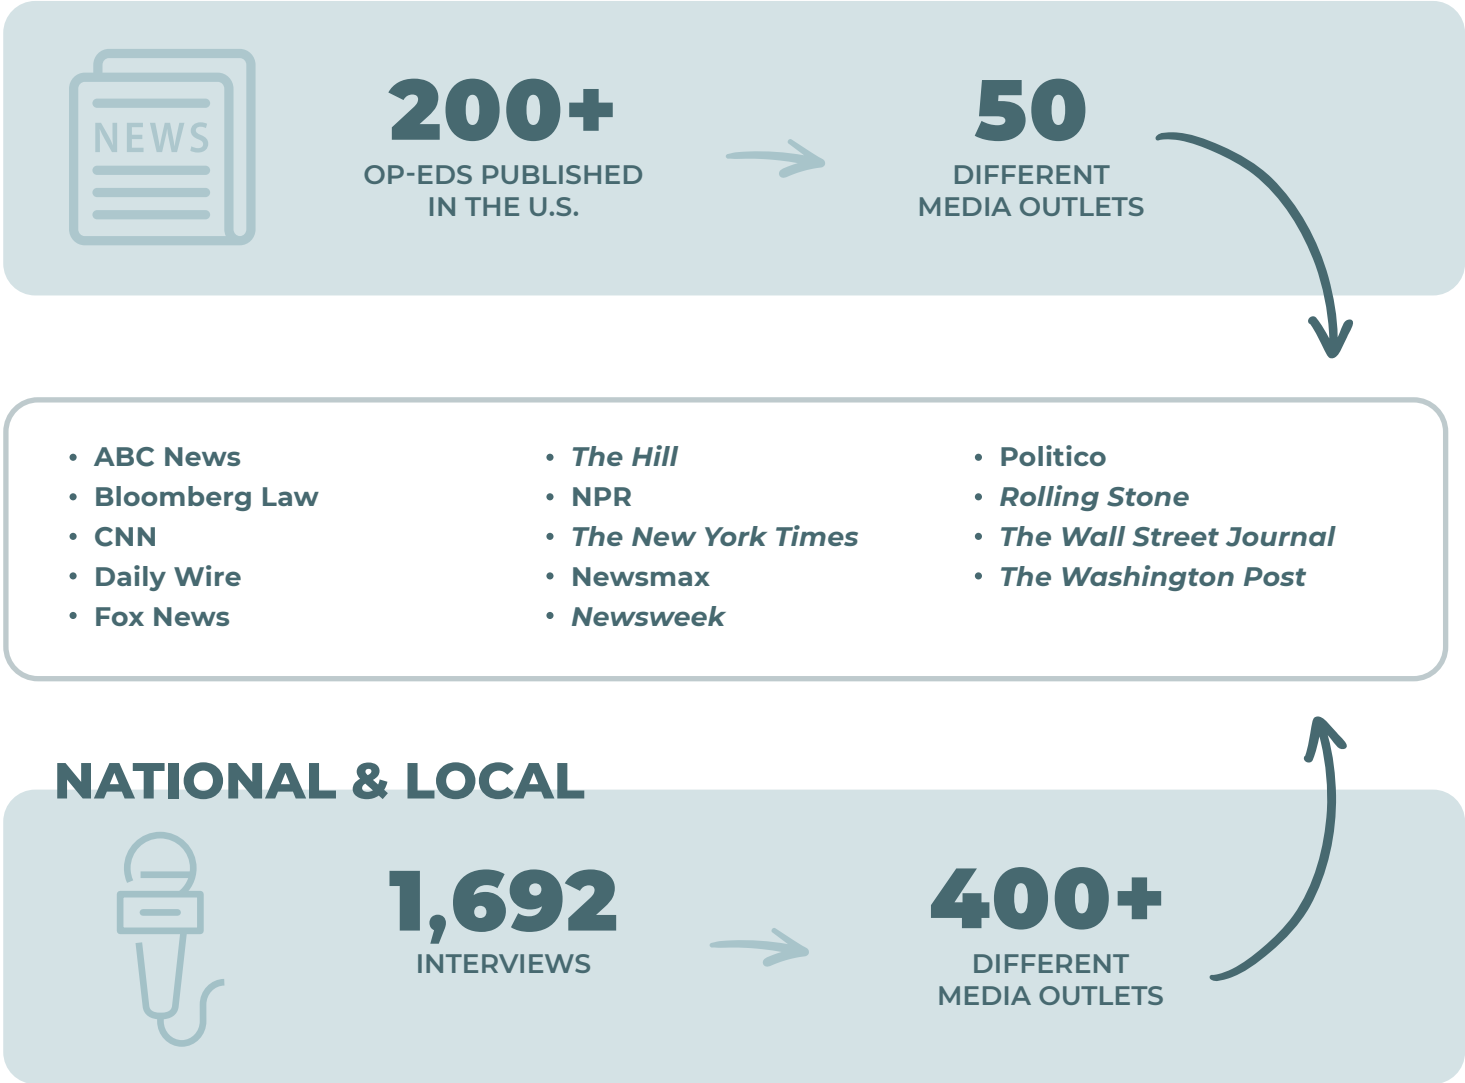 NEWS
200+
OP-EDS PUBLISHED
IN THE U.S.
50
DIFFERENT
MEDIA OUTLETS
• ABC News
• Bloomberg Law
• CNN
• Daily Wire
• Fox News
• The Hill
• NPR
• The New York Times
• Newsmax
• Newsweek
• Politico
• Rolling Stone
• The Wall Street Journal
• The Washington Post
NATIONAL & LOCAL
1,692
INTERVIEWS
400+
DIFFERENT
MEDIA OUTLETS